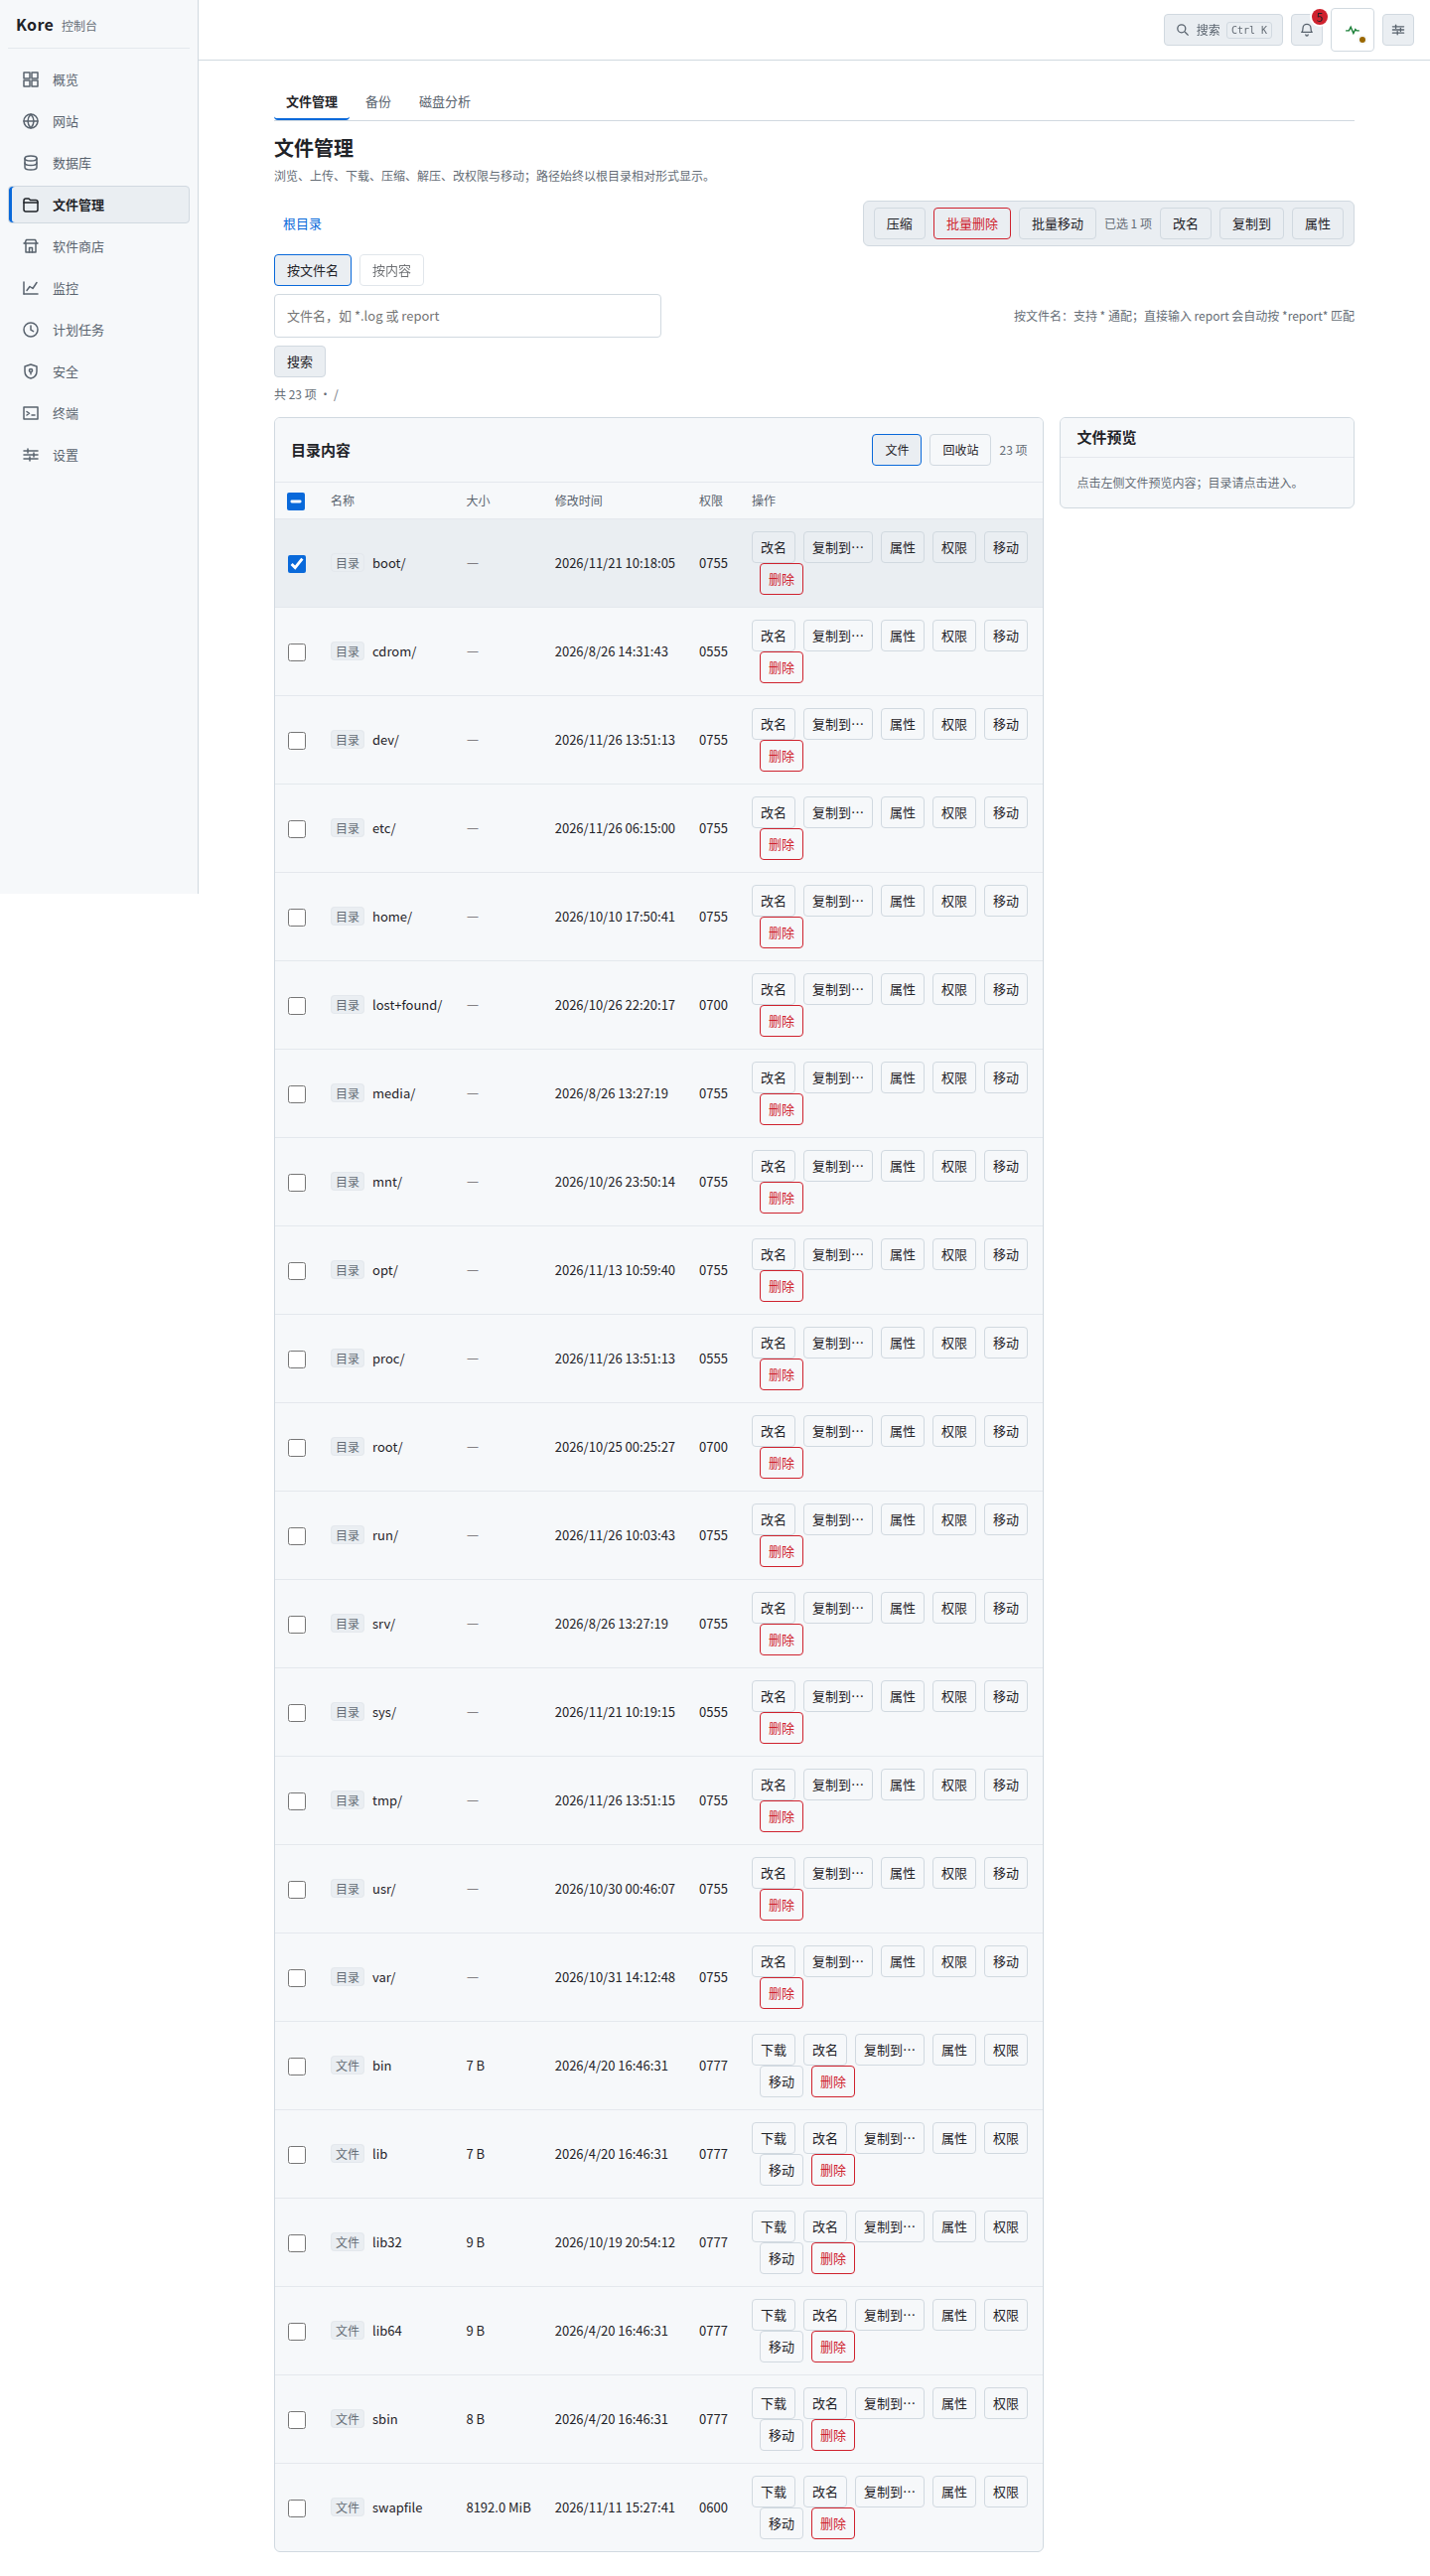 Kore 控制台
搜索 Ctrl K
5
概览
网站
数据库
文件管理
软件商店
监控
计划任务
安全
终端
设置
文件管理 备份 磁盘分析
文件管理
浏览、上传、下载、压缩、解压、改权限与移动；路径始终以根目录相对形式显示。
根目录
压缩 批量删除 批量移动 已选 1 项 改名 复制到 属性
按文件名 按内容
文件名，如 *.log 或 report
按文件名：支持 * 通配；直接输入 report 会自动按 *report* 匹配
搜索
共 23 项 · /
目录内容 文件 回收站 23 项
文件预览
点击左侧文件预览内容；目录请点击进入。
名称 大小 修改时间 权限 操作
目录 boot/ — 2026/11/21 10:18:05 0755 改名 复制到… 属性 权限 移动
删除
目录 cdrom/ — 2026/8/26 14:31:43 0555 改名 复制到… 属性 权限 移动
删除
目录 dev/ — 2026/11/26 13:51:13 0755 改名 复制到… 属性 权限 移动
删除
目录 etc/ — 2026/11/26 06:15:00 0755 改名 复制到… 属性 权限 移动
删除
目录 home/ — 2026/10/10 17:50:41 0755 改名 复制到… 属性 权限 移动
删除
目录 lost+found/ — 2026/10/26 22:20:17 0700 改名 复制到… 属性 权限 移动
删除
目录 media/ — 2026/8/26 13:27:19 0755 改名 复制到… 属性 权限 移动
删除
目录 mnt/ — 2026/10/26 23:50:14 0755 改名 复制到… 属性 权限 移动
删除
目录 opt/ — 2026/11/13 10:59:40 0755 改名 复制到… 属性 权限 移动
删除
目录 proc/ — 2026/11/26 13:51:13 0555 改名 复制到… 属性 权限 移动
删除
目录 root/ — 2026/10/25 00:25:27 0700 改名 复制到… 属性 权限 移动
删除
目录 run/ — 2026/11/26 10:03:43 0755 改名 复制到… 属性 权限 移动
删除
目录 srv/ — 2026/8/26 13:27:19 0755 改名 复制到… 属性 权限 移动
删除
目录 sys/ — 2026/11/21 10:19:15 0555 改名 复制到… 属性 权限 移动
删除
目录 tmp/ — 2026/11/26 13:51:15 0755 改名 复制到… 属性 权限 移动
删除
目录 usr/ — 2026/10/30 00:46:07 0755 改名 复制到… 属性 权限 移动
删除
目录 var/ — 2026/10/31 14:12:48 0755 改名 复制到… 属性 权限 移动
删除
文件 bin 7 B 2026/4/20 16:46:31 0777 下载 改名 复制到… 属性 权限
移动 删除
文件 lib 7 B 2026/4/20 16:46:31 0777 下载 改名 复制到… 属性 权限
移动 删除
文件 lib32 9 B 2026/10/19 20:54:12 0777 下载 改名 复制到… 属性 权限
移动 删除
文件 lib64 9 B 2026/4/20 16:46:31 0777 下载 改名 复制到… 属性 权限
移动 删除
文件 sbin 8 B 2026/4/20 16:46:31 0777 下载 改名 复制到… 属性 权限
移动 删除
文件 swapfile 8192.0 MiB 2026/11/11 15:27:41 0600 下载 改名 复制到… 属性 权限
移动 删除